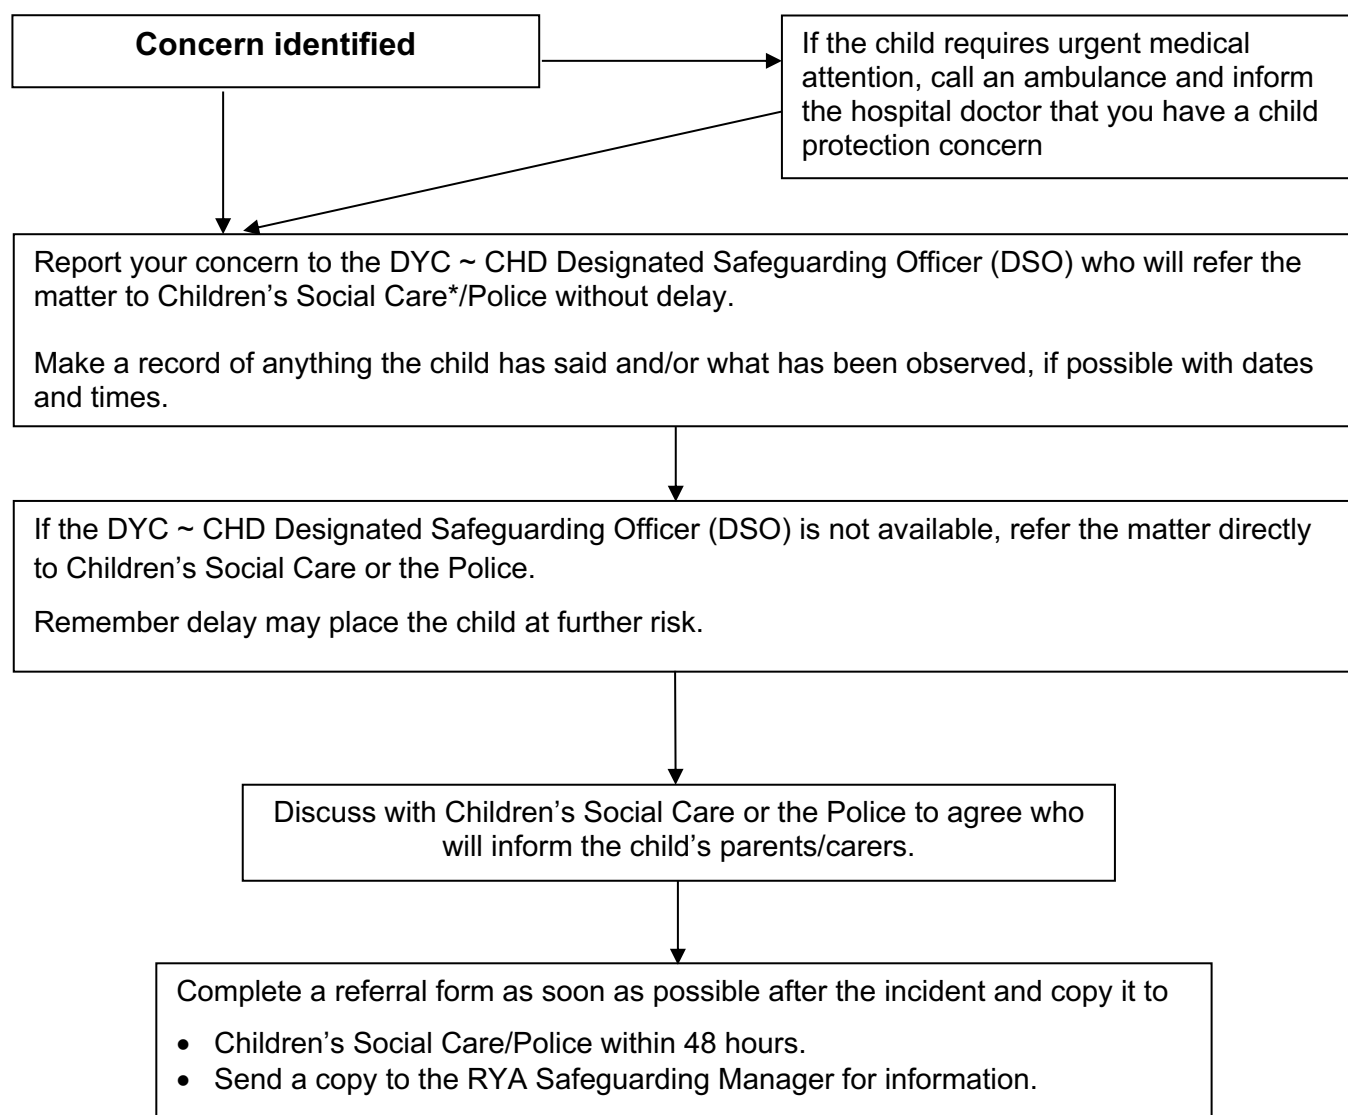 Concern identified
If the child requires urgent medical
attention, call an ambulance and inform
the hospital doctor that you have a child
protection concern
Report your concern to the DYC ~ CHD Designated Safeguarding Officer (DSO) who will refer the
matter to Children’s Social Care*/Police without delay.
Make a record of anything the child has said and/or what has been observed, if possible with dates
and times.
If the DYC ~ CHD Designated Safeguarding Officer (DSO) is not available, refer the matter directly
to Children’s Social Care or the Police.
Remember delay may place the child at further risk.
Discuss with Children’s Social Care or the Police to agree who
will inform the child’s parents/carers.
Complete a referral form as soon as possible after the incident and copy it to
• Children’s Social Care/Police within 48 hours.
• Send a copy to the RYA Safeguarding Manager for information.